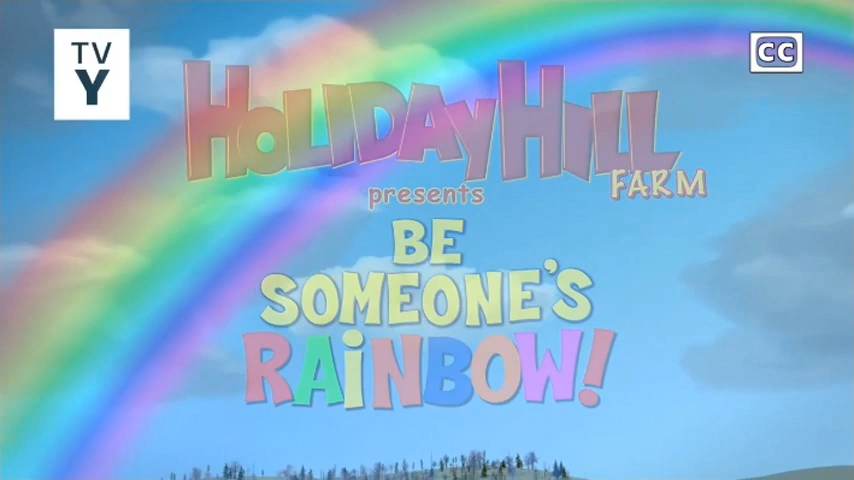 TV
Y
CC
HOLIDAY HILL
FARM
presents
BE
SOMEONE'S
RAiNBOW!